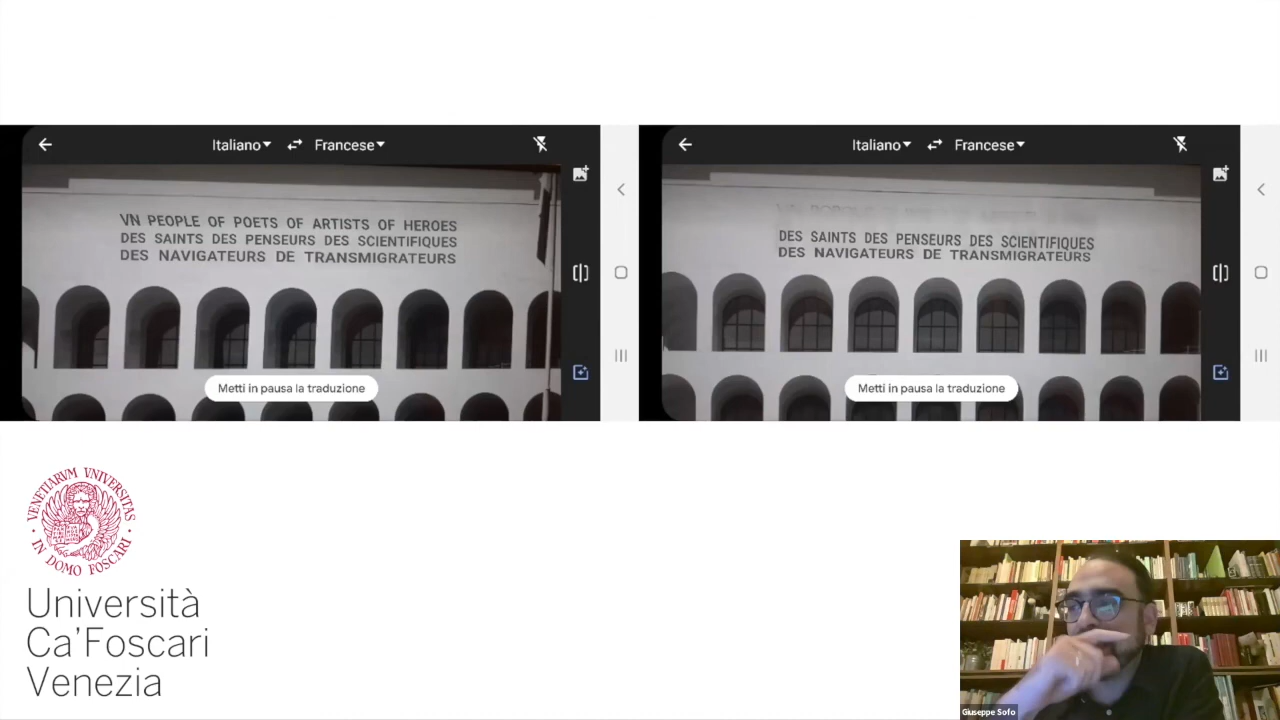 Italiano Francese
VN PEOPLE OF POETS OF ARTISTS OF HEROES
DES SAINTS DES PENSEURS DES SCIENTIFIQUES
DES NAVIGATEURS DE TRANSMIGRATEURS
Metti in pausa la traduzione
Italiano Francese
DES SAINTS DES PENSEURS DES SCIENTIFIQUES
DES NAVIGATEURS DE TRANSMIGRATEURS
Metti in pausa la traduzione
VENETIARVM VNIVERSITAS
IN DOMO FOSCARI
Università
Ca'Foscari
Venezia
Giuseppe Sofo